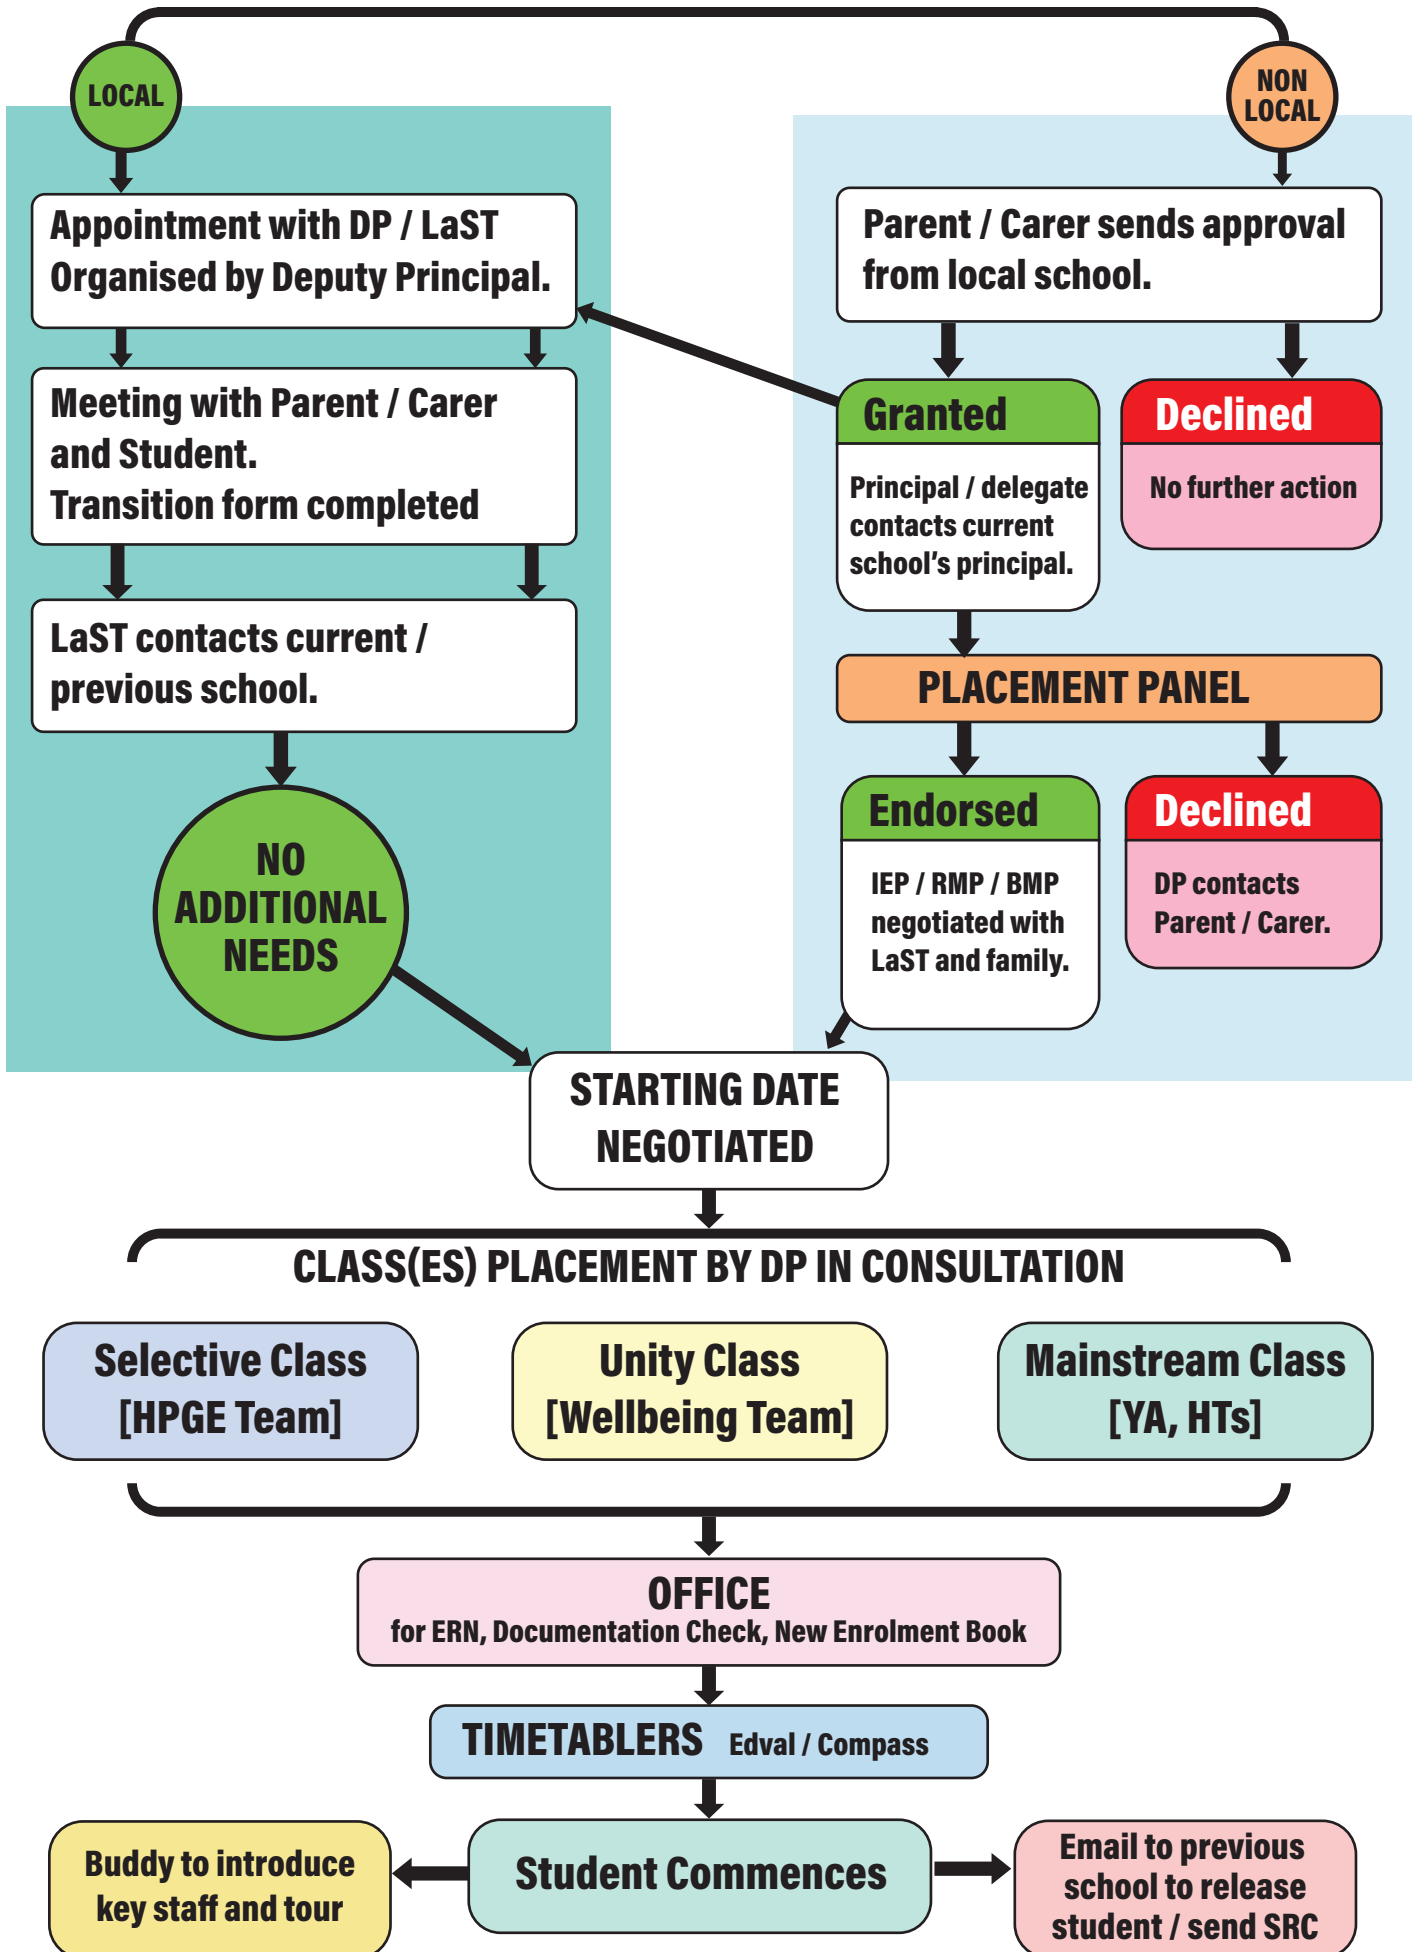 LOCAL
NON
LOCAL
Appointment with DP / LaST
Organised by Deputy Principal.
Meeting with Parent / Carer
and Student.
Transition form completed
LaST contacts current /
previous school.
NO
ADDITIONAL
NEEDS
Parent / Carer sends approval
from local school.
Granted
Principal / delegate
contacts current
school’s principal.
Declined
No further action
PLACEMENT PANEL
Endorsed
IEP / RMP / BMP
negotiated with
LaST and family.
Declined
DP contacts
Parent / Carer.
STARTING DATE
NEGOTIATED
CLASS(ES) PLACEMENT BY DP IN CONSULTATION
Selective Class
[HPGE Team]
Unity Class
[Wellbeing Team]
Mainstream Class
[YA, HTs]
OFFICE
for ERN, Documentation Check, New Enrolment Book
TIMETABLERS Edval / Compass
Buddy to introduce
key staff and tour
Student Commences
Email to previous
school to release
student / send SRC